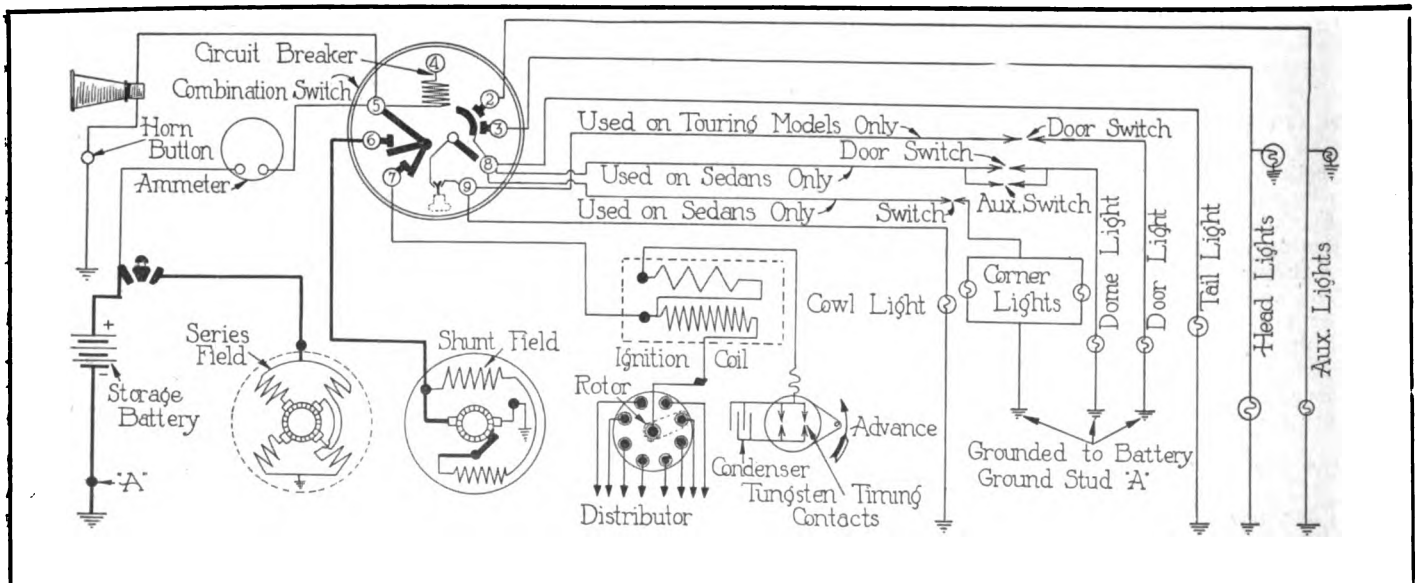 Circuit Breaker
④
Combination Switch
②
⑤
③
Used on Touring Models Only
Door Switch
Horn
Button
⑥
Door Switch
⑧
Ammeter
⑦
⑨
Used on Sedans Only
Aux. Switch
Used on Sedans Only
Switch
Corner
Lights
Cowl Light
Dome Light
Door Light
Tail Light
Head Lights
Aux. Lights
+
-
Series
Field
Shunt Field
Ignition Coil
Storage
Battery
Rotor
Advance
Grounded to Battery
Ground Stud "A"
"A"
Condenser
Tungsten Timing
Contacts
Distributor